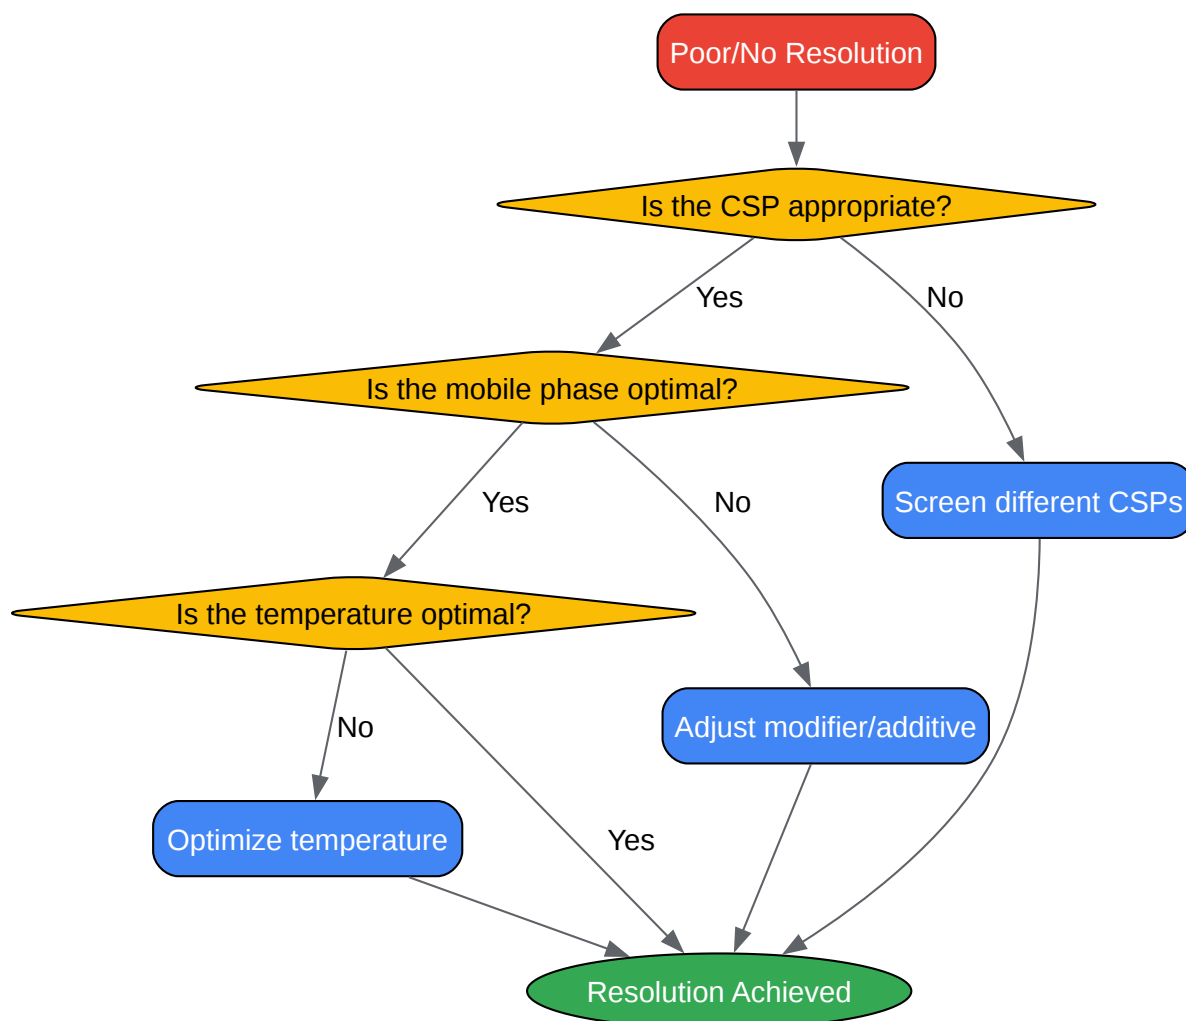 Poor/No Resolution
Is the CSP appropriate?
Yes
No
Is the mobile phase optimal?
Screen different CSPs
Yes
No
Is the temperature optimal?
No
Adjust modifier/additive
Optimize temperature
Yes
Resolution Achieved